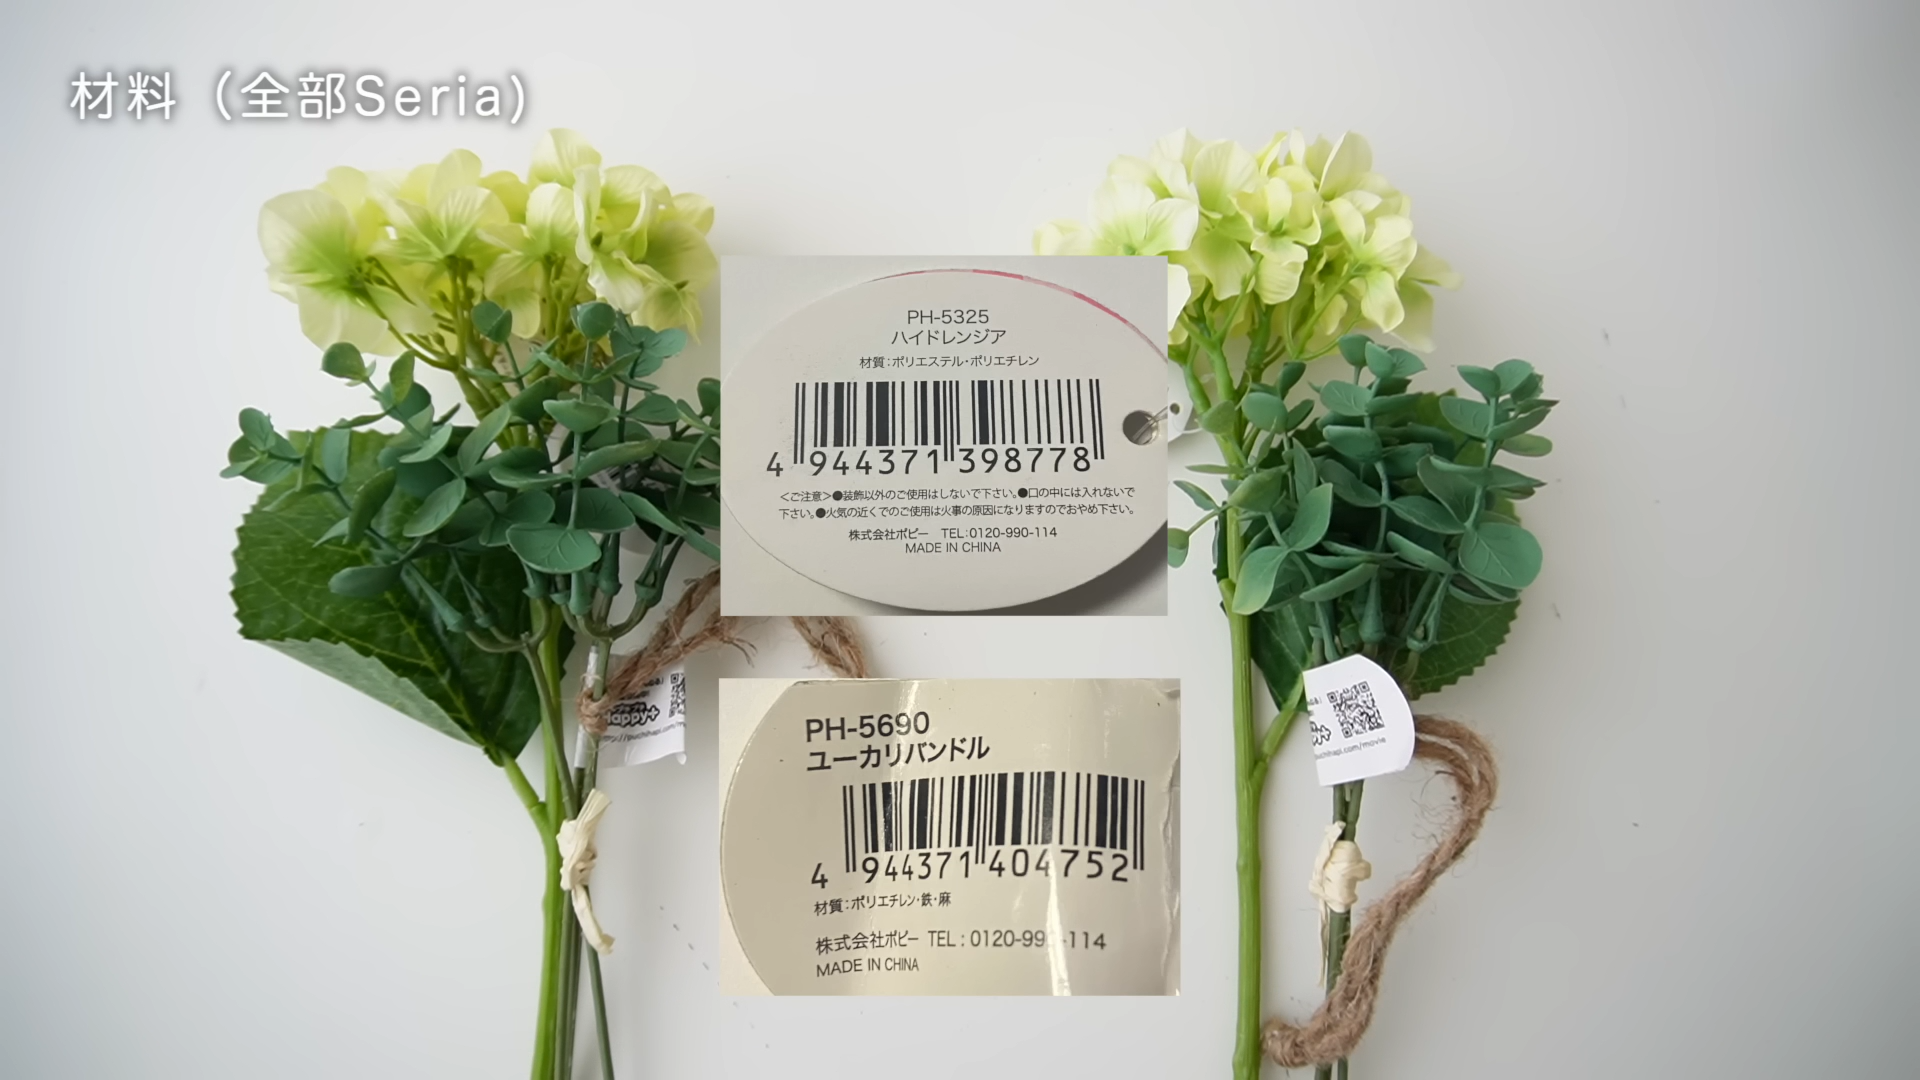 材料（全部Seria）
PH-5325
ハイドレンジア
材質：ポリエステル・ポリエチレン
4 944371 398778
＜ご注意＞●装飾以外のご使用はしないで下さい。●口の中には入れないで
下さい。●火気の近くでのご使用は火事の原因になりますのでおやめ下さい。
株式会社ポピー TEL：0120-990-114
MADE IN CHINA
Happy+
puchihapi.com/movie
PH-5690
ユーカリバンドル
4 944371 404752
材質：ポリエチレン・鉄・麻
株式会社ポピー TEL：0120-990-114
MADE IN CHINA